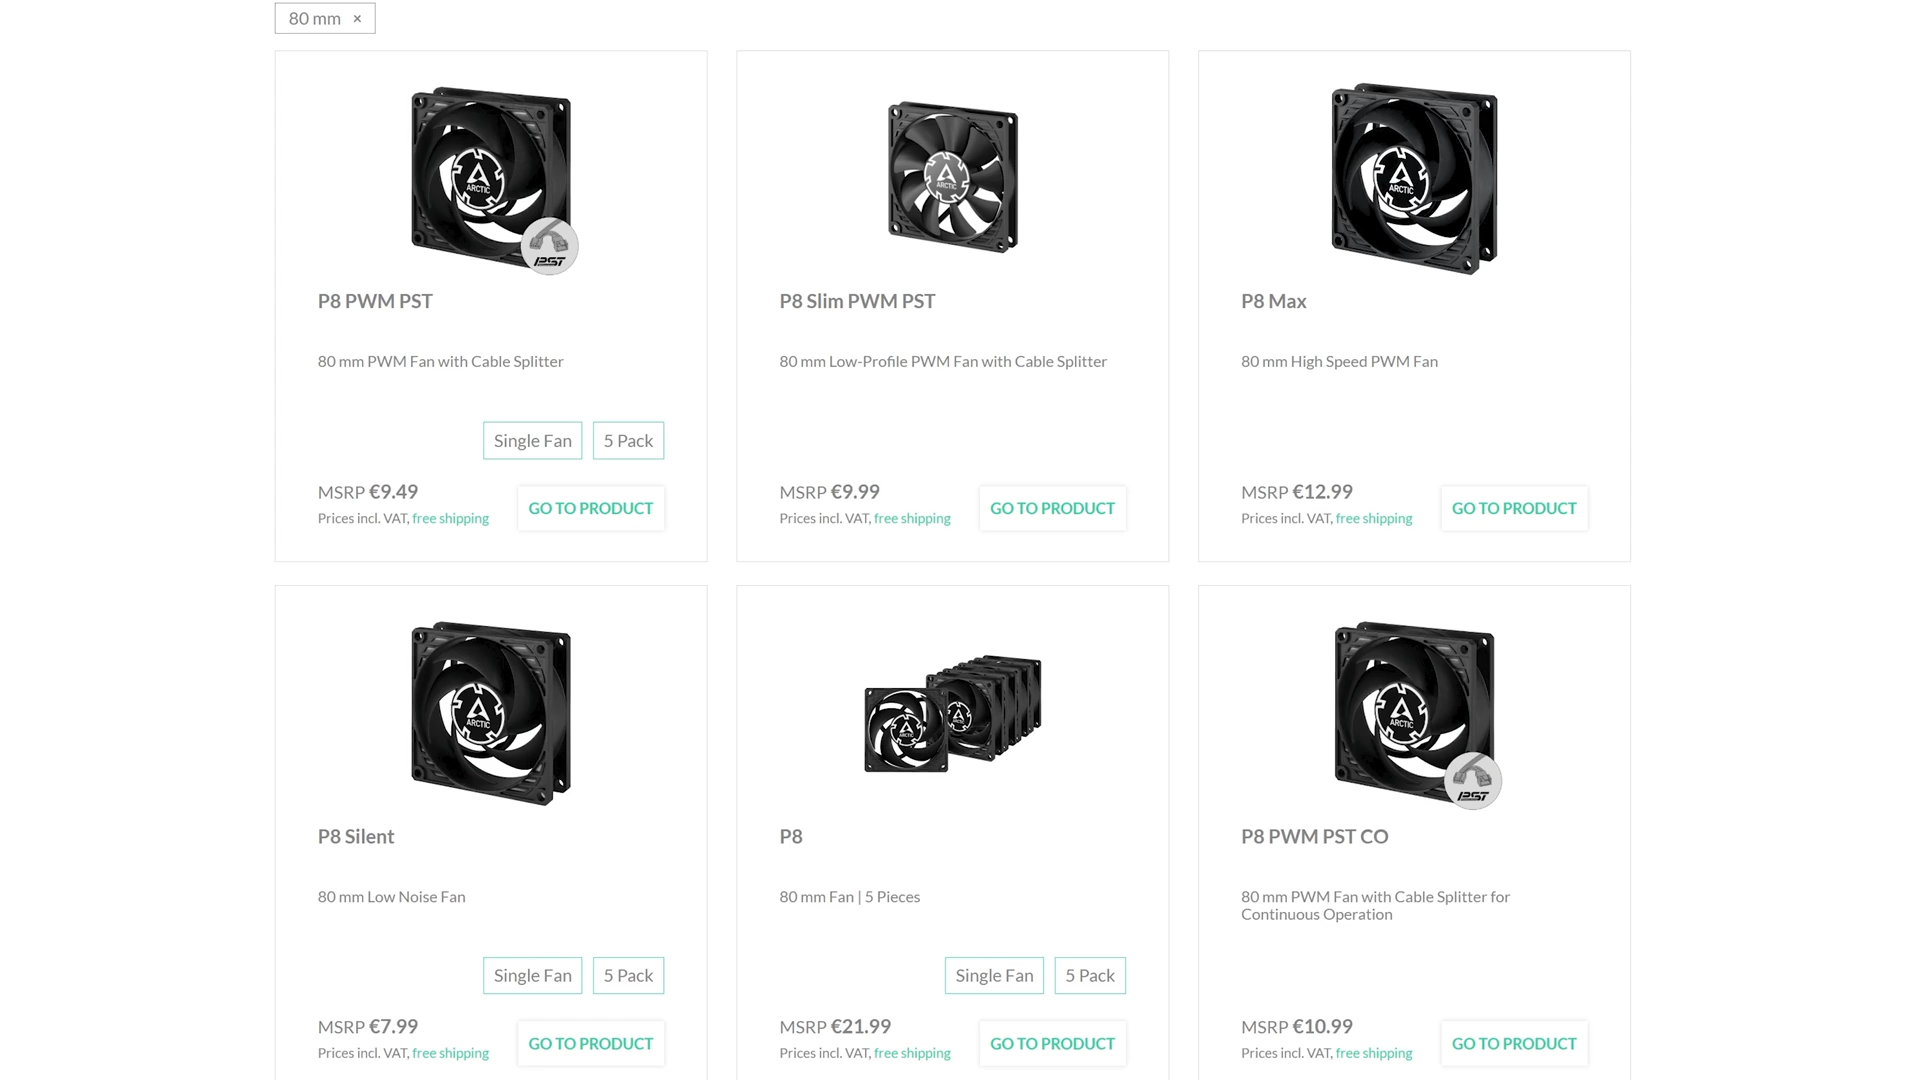 80 mm ×
ARCTIC
PST
P8 PWM PST
80 mm PWM Fan with Cable Splitter
Single Fan
5 Pack
MSRP €9.49
Prices incl. VAT, free shipping
GO TO PRODUCT
ARCTIC
P8 Slim PWM PST
80 mm Low-Profile PWM Fan with Cable Splitter
MSRP €9.99
Prices incl. VAT, free shipping
GO TO PRODUCT
ARCTIC
P8 Max
80 mm High Speed PWM Fan
MSRP €12.99
Prices incl. VAT, free shipping
GO TO PRODUCT
ARCTIC
P8 Silent
80 mm Low Noise Fan
Single Fan
5 Pack
MSRP €7.99
Prices incl. VAT, free shipping
GO TO PRODUCT
ARCTIC
ARCTIC
P8
80 mm Fan | 5 Pieces
Single Fan
5 Pack
MSRP €21.99
Prices incl. VAT, free shipping
GO TO PRODUCT
ARCTIC
PST
P8 PWM PST CO
80 mm PWM Fan with Cable Splitter for
Continuous Operation
MSRP €10.99
Prices incl. VAT, free shipping
GO TO PRODUCT